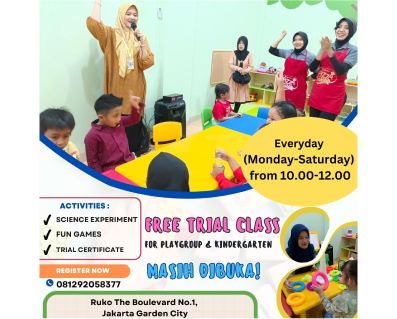 Everyday
(Monday-Saturday)
from 10.00-12.00
ACTIVITIES :
SCIENCE EXPERIMENT
FUN GAMES
TRIAL CERTIFICATE
FREE TRIAL CLASS
FOR PLAYGROUP & KINDERGARTEN
MASIH DIBUKA!
REGISTER NOW
081292058377
Ruko The Boulevard No.1,
Jakarta Garden City